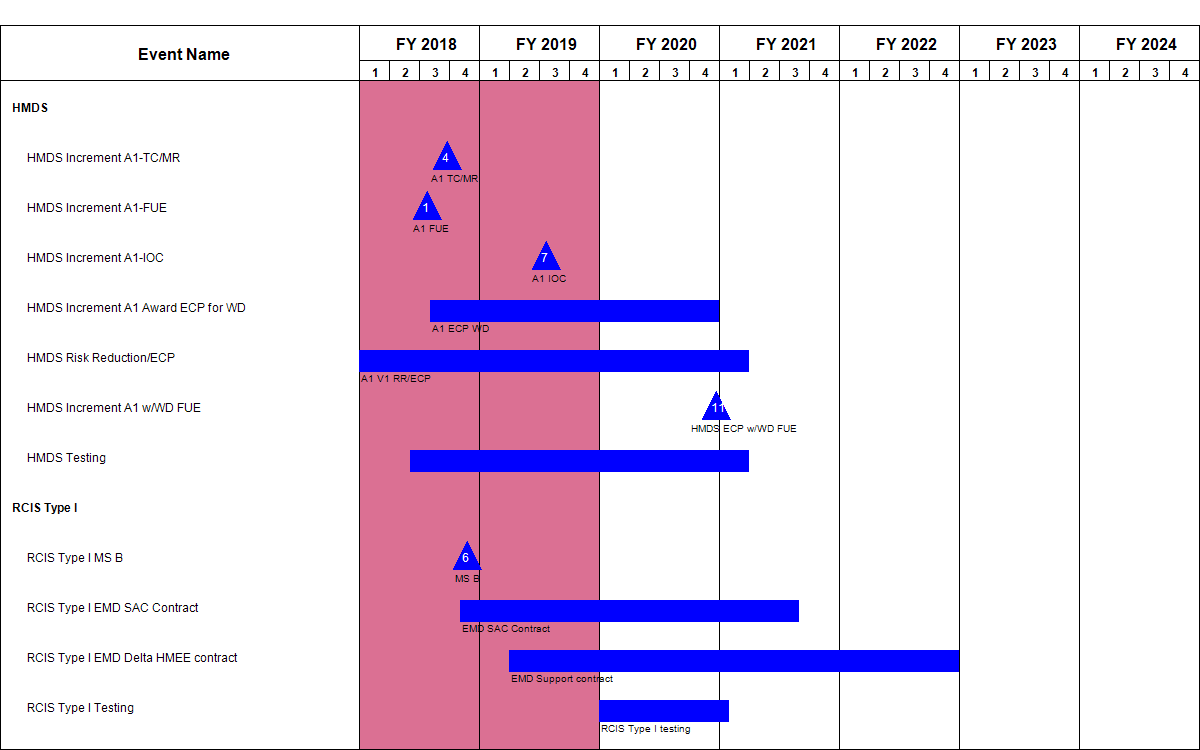 Event Name
FY 2018 FY 2019 FY 2020 FY 2021 FY 2022 FY 2023 FY 2024
1 2 3 4 1 2 3 4 1 2 3 4 1 2 3 4 1 2 3 4 1 2 3 4 1 2 3 4
HMDS
HMDS Increment A1-TC/MR
4
A1 TC/MR
HMDS Increment A1-FUE
1
A1 FUE
HMDS Increment A1-IOC
7
A1 IOC
HMDS Increment A1 Award ECP for WD
A1 ECP WD
HMDS Risk Reduction/ECP
A1 V1 RR/ECP
HMDS Increment A1 w/WD FUE
11
HMDS ECP w/WD FUE
HMDS Testing
RCIS Type I
RCIS Type I MS B
6
MS B
RCIS Type I EMD SAC Contract
EMD SAC Contract
RCIS Type I EMD Delta HMEE contract
EMD Support contract
RCIS Type I Testing
RCIS Type I testing